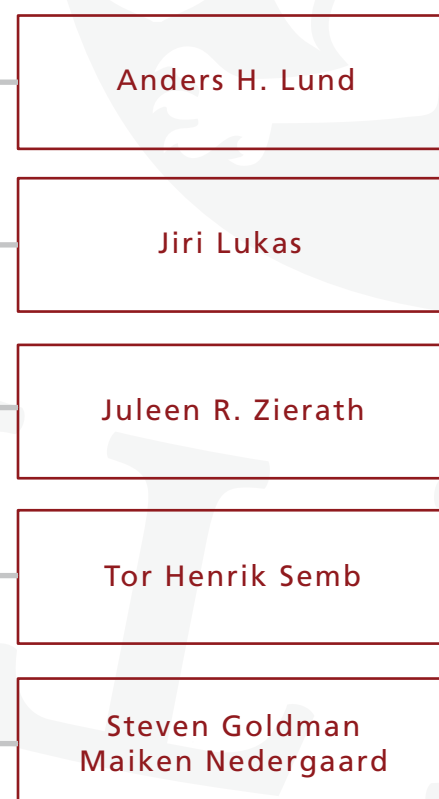 Anders H. Lund
Jiri Lukas
Juleen R. Zierath
Tor Henrik Semb
Steven Goldman
Maiken Nedergaard